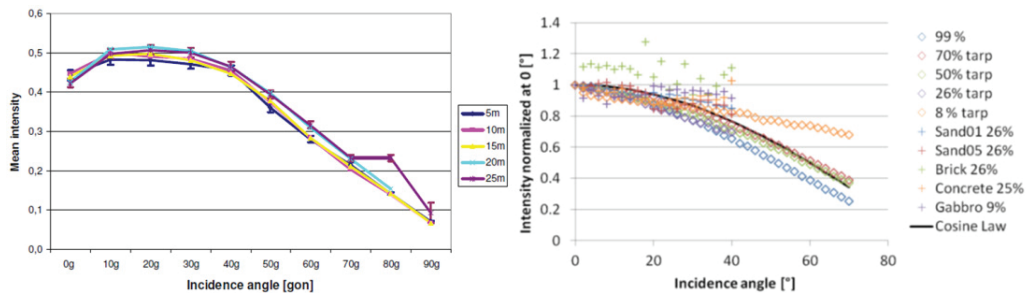 0,6
0,5
0,4
0,3
0,2
0,1
0,0
Mean intensity
0g 10g 20g 30g 40g 50g 60g 70g 80g 90g
Incidence angle [gon]
5m
10m
15m
20m
25m
1.4
1.2
1
0.8
0.6
0.4
0.2
0
Intensity normalized at 0 [°]
0 20 40 60 80
Incidence angle [°]
99 %
70% tarp
50% tarp
26% tarp
8 % tarp
Sand01 26%
Sand05 26%
Brick 26%
Concrete 25%
Gabbro 9%
Cosine Law